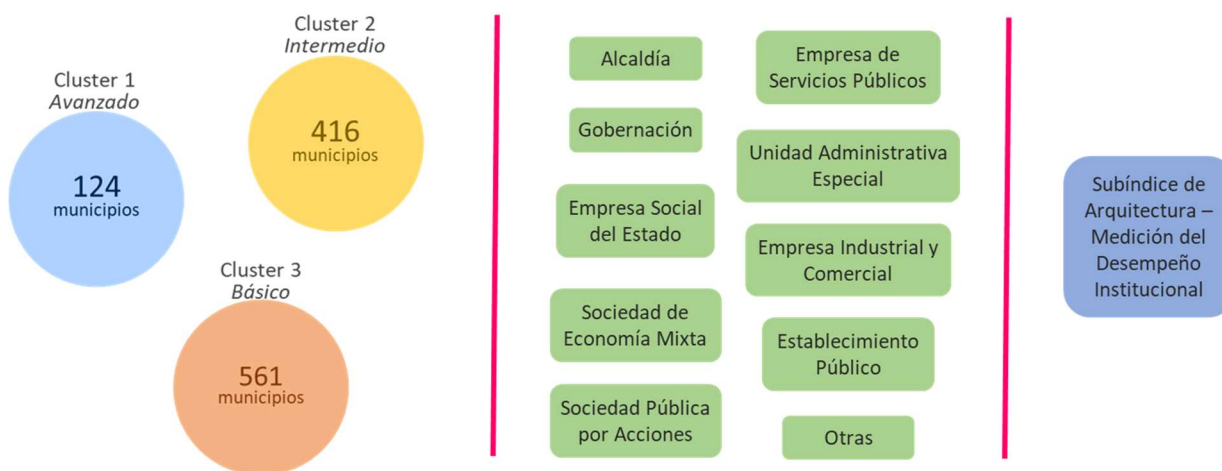 Cluster 1
Avanzado
124
municipios
Cluster 2
Intermedio
416
municipios
Cluster 3
Básico
561
municipios
Alcaldía
Gobernación
Empresa Social
del Estado
Sociedad de
Economía Mixta
Sociedad Pública
por Acciones
Empresa de
Servicios Públicos
Unidad Administrativa
Especial
Empresa Industrial y
Comercial
Establecimiento
Público
Otras
Subíndice de
Arquitectura –
Medición del
Desempeño
Institucional